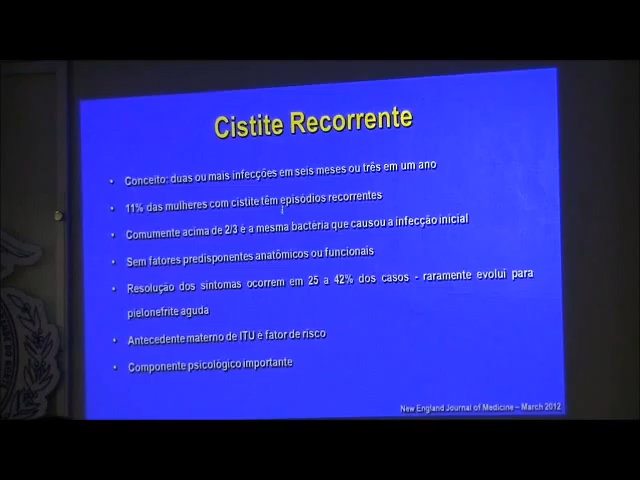 Cistite Recorrente
• Conceito: duas ou mais infecções em seis meses ou três em um ano
• 11% das mulheres com cistite têm episódios recorrentes
• Comumente acima de 2/3 é a mesma bactéria que causou a infecção inicial
• Sem fatores predisponentes anatômicos ou funcionais
• Resolução dos sintomas ocorrem em 25 a 42% dos casos - raramente evolui para
pielonefrite aguda
• Antecedente materno de ITU é fator de risco
• Componente psicológico importante
New England Journal of Medicine – March 2012